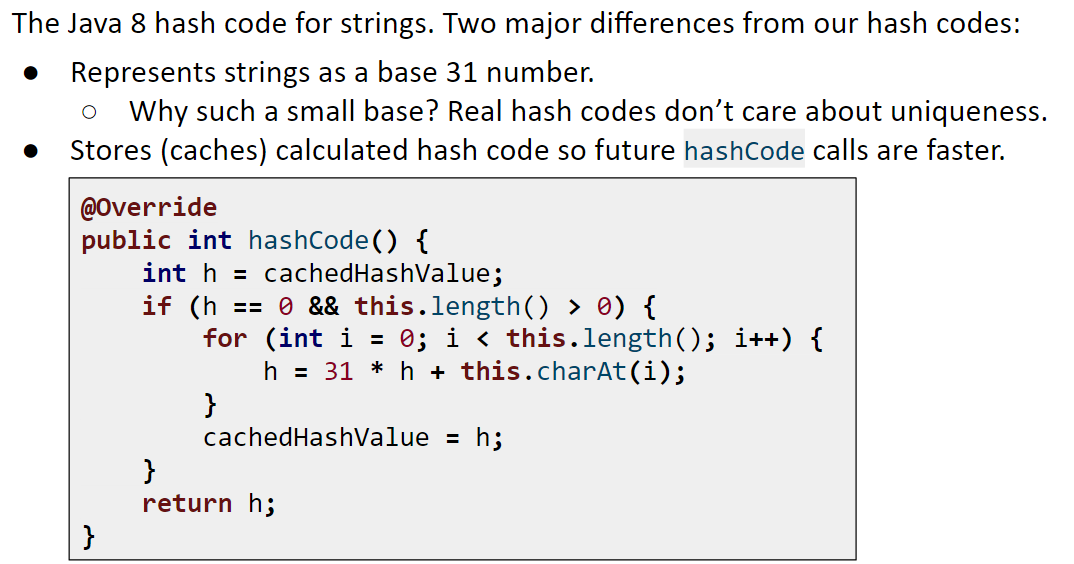 The Java 8 hash code for strings. Two major differences from our hash codes:
● Represents strings as a base 31 number.
○ Why such a small base? Real hash codes don’t care about uniqueness.
● Stores (caches) calculated hash code so future hashCode calls are faster.
@Override
public int hashCode() {
    int h = cachedHashValue;
    if (h == 0 && this.length() > 0) {
        for (int i = 0; i < this.length(); i++) {
            h = 31 * h + this.charAt(i);
        }
        cachedHashValue = h;
    }
    return h;
}